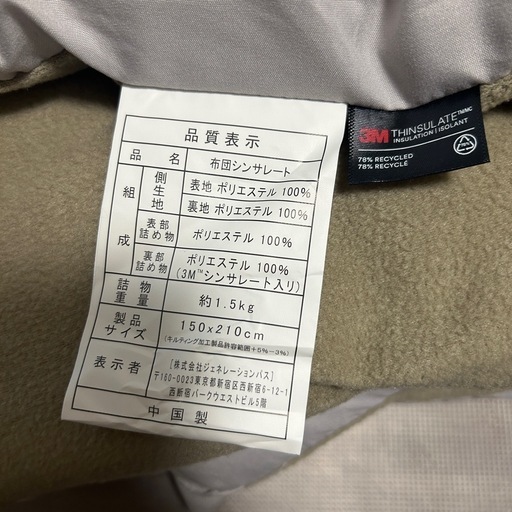 品質表示
品名 布団シンサレート
組成 側生地 表地 ポリエステル 100%
裏地 ポリエステル 100%
表部詰め物 ポリエステル 100%
裏部詰め物 ポリエステル 100%
(3M™シンサレート入り)
詰物重量 約1.5kg
製品サイズ 150x210cm
(キルティング加工製品許容範囲+5%−3%)
表示者 [株式会社ジェネレーションパス]
〒160-0023東京都新宿区西新宿6-12-1
西新宿パークウエストビル5階
中国製
3M THINSULATE™/MC
INSULATION | ISOLANT
78% RECYCLED
78% RECYCLÉ